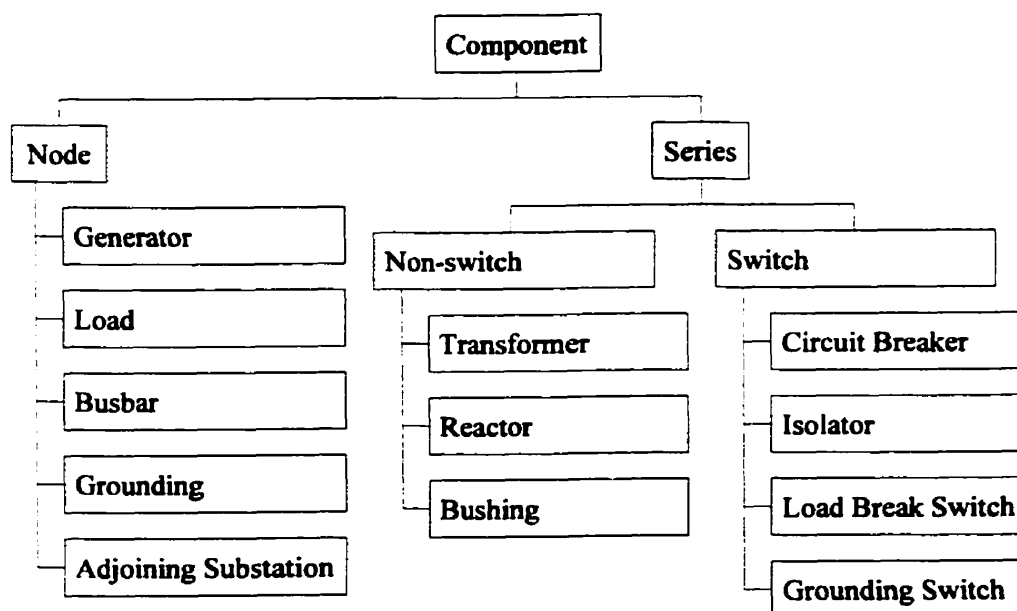 Component
Node
Series
Generator
Load
Busbar
Grounding
Adjoining Substation
Non-switch
Transformer
Reactor
Bushing
Switch
Circuit Breaker
Isolator
Load Break Switch
Grounding Switch